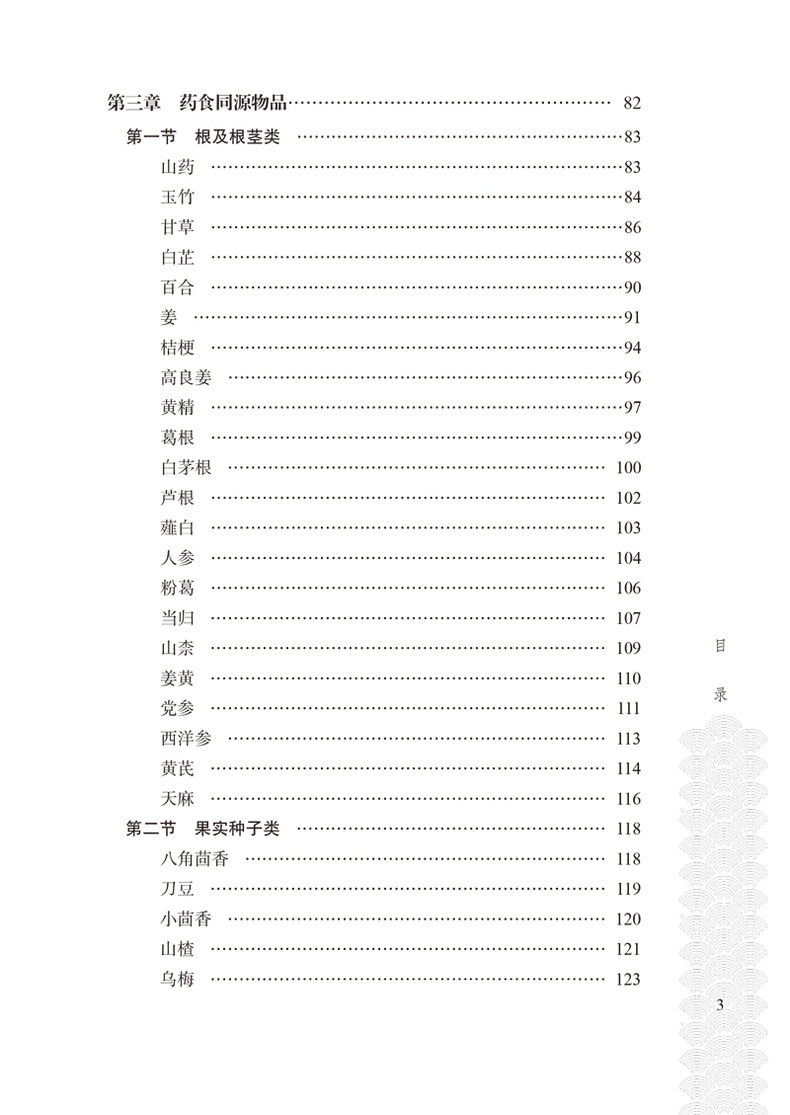 第三章　药食同源物品 …… 82
第一节　根及根茎类 …… 83
山药 …… 83
玉竹 …… 84
甘草 …… 86
白芷 …… 88
百合 …… 90
姜 …… 91
桔梗 …… 94
高良姜 …… 96
黄精 …… 97
葛根 …… 99
白茅根 …… 100
芦根 …… 102
薤白 …… 103
人参 …… 104
粉葛 …… 106
当归 …… 107
山柰 …… 109
姜黄 …… 110
党参 …… 111
西洋参 …… 113
黄芪 …… 114
天麻 …… 116
第二节　果实种子类 …… 118
八角茴香 …… 118
刀豆 …… 119
小茴香 …… 120
山楂 …… 121
乌梅 …… 123
目录
3